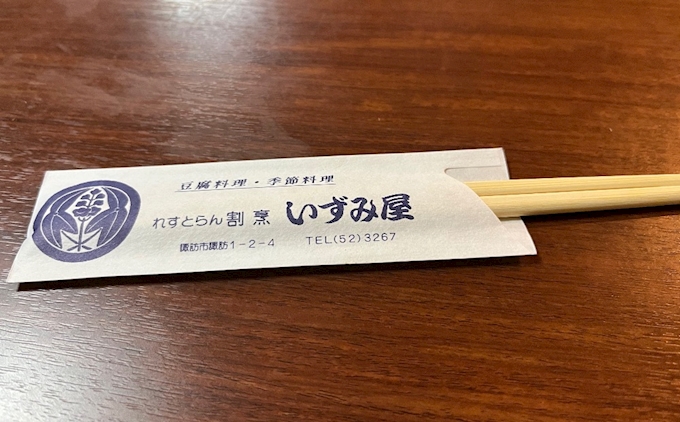 豆腐料理・季節料理
れすとらん 割烹 いずみ屋
諏訪市諏訪1-2-4 TEL(52)3267